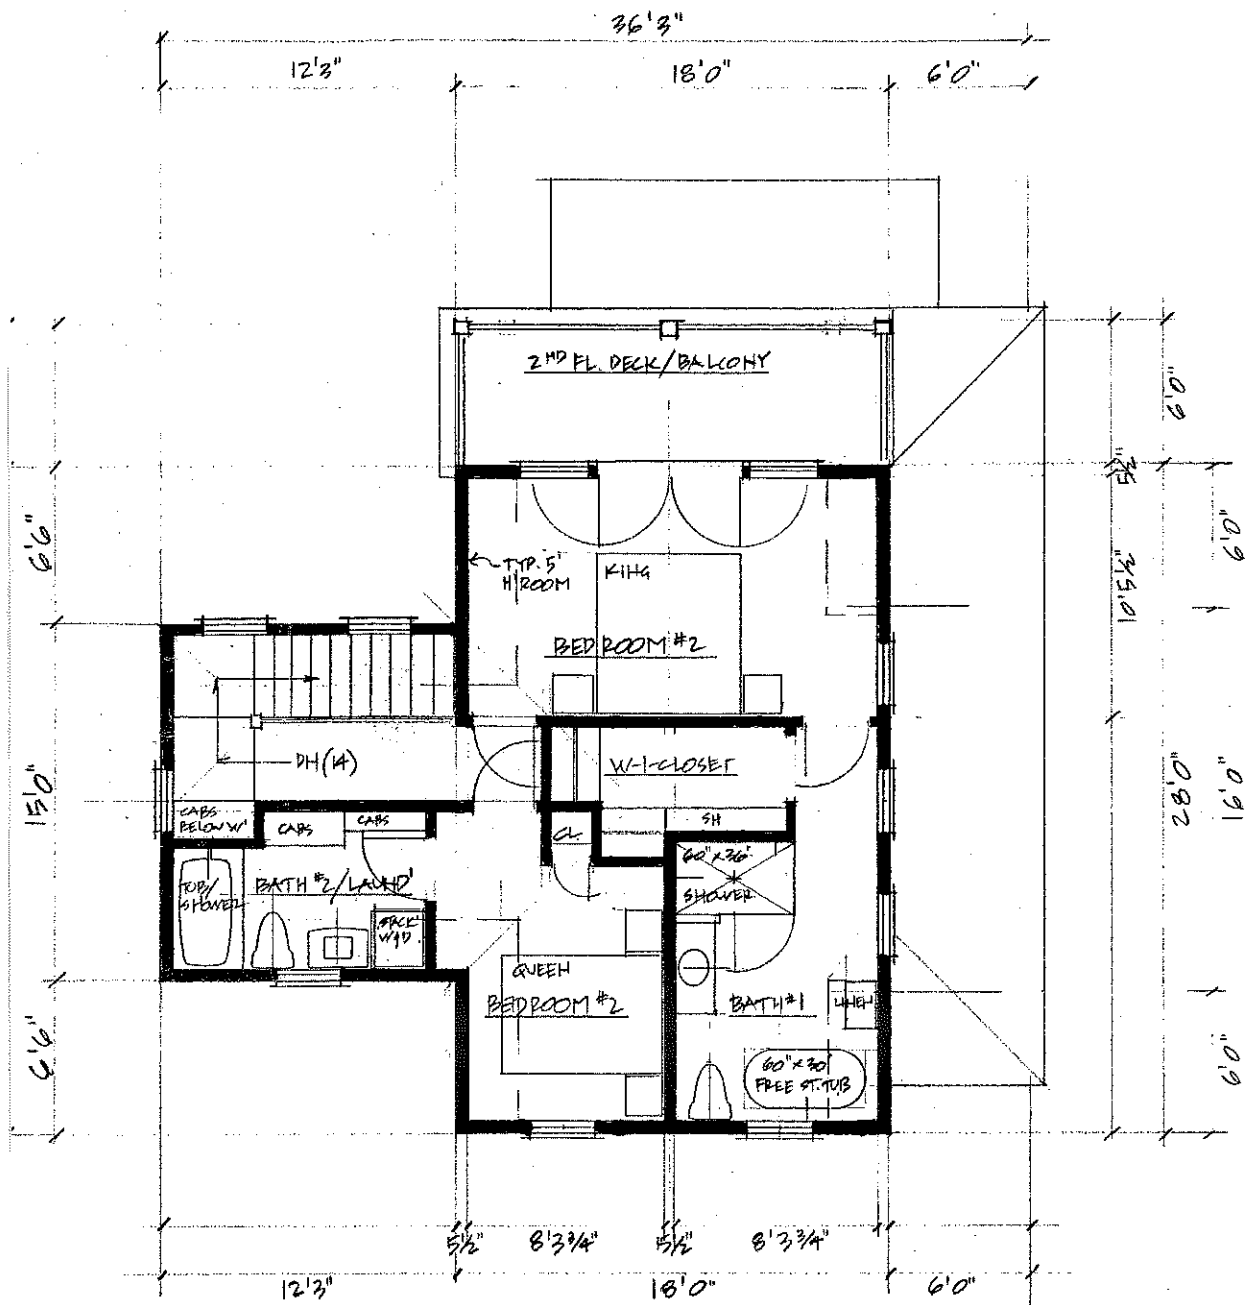 36'3"
12'3"
18'0"
6'0"
2ND FL. DECK/BALCONY
6'0"
5½"
6'6"
6'0"
TYP. 5'
H'ROOM
KING
10'5½"
BEDROOM #2
DH(14)
W-I-CLOSET
15'0"
28'0"
16'0"
CABS
BELOW W'
CABS
CABS
CL.
SH
60"x36"
SHOWER
TUB/
SHOWER
BATH #2/LAUND'
STACK
W/D
QUEEN
BEDROOM #2
BATH #1
LINEN
6'6"
60"x30"
FREE ST. TUB
6'0"
5½"
8'3¾"
5½"
8'3¾"
12'3"
18'0"
6'0"